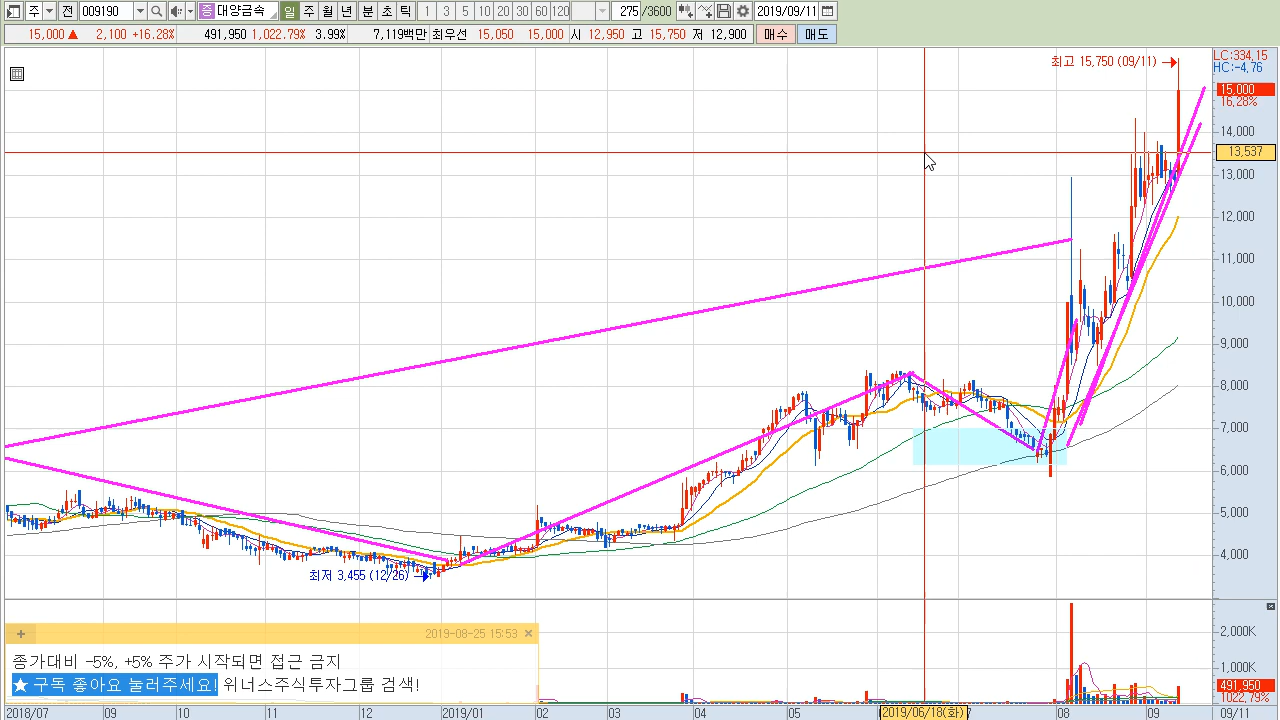 주 전 009190 증 대양금속 일 주 월 년 분 초 틱 1 3 5 10 20 30 60 120 275 /3600 2019/09/11
15,000 ▲ 2,100 +16.28% 491,950 1,022.79% 3.99% 7,119백만 최우선 15,050 15,000 시 12,950 고 15,750 저 12,900 매수 매도
LC:334,15
HC:-4,76
최고 15,750 (09/11)
15,000
16,28%
14,000
13,537
13,000
12,000
11,000
10,000
9,000
8,000
7,000
6,000
5,000
4,000
최저 3,455 (12/26)
2,000K
1,000K
491,950
1022,79%
2019-08-25 15:53 ×
종가대비 -5%, +5% 주가 시작되면 접근 금지
★ 구독 좋아요 눌러주세요! 위너스주식투자그룹 검색!
2018/07 09 10 11 12 2019/01 02 03 04 05 2019/06/18(화) 7 08 09 09/11